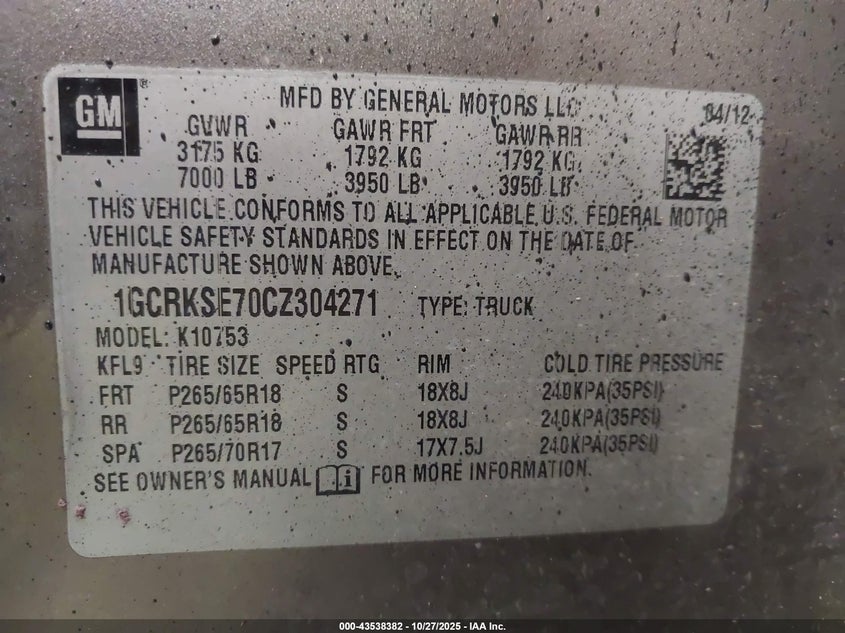 GM ®
MFD BY GENERAL MOTORS LLC
04/12
GVWR GAWR FRT GAWR RR
3175 KG 1792 KG 1792 KG
7000 LB 3950 LB 3950 LB
THIS VEHICLE CONFORMS TO ALL APPLICABLE U.S. FEDERAL MOTOR
VEHICLE SAFETY STANDARDS IN EFFECT ON THE DATE OF
MANUFACTURE SHOWN ABOVE.
1GCRKSE70CZ304271 TYPE: TRUCK
MODEL: K10753
KFL9 TIRE SIZE SPEED RTG RIM COLD TIRE PRESSURE
FRT P265/65R18 S 18X8J 240KPA(35PSI)
RR P265/65R18 S 18X8J 240KPA(35PSI)
SPA P265/70R17 S 17X7.5J 240KPA(35PSI)
SEE OWNER'S MANUAL i FOR MORE INFORMATION.
000-43538382 - 10/27/2025 - IAA Inc.